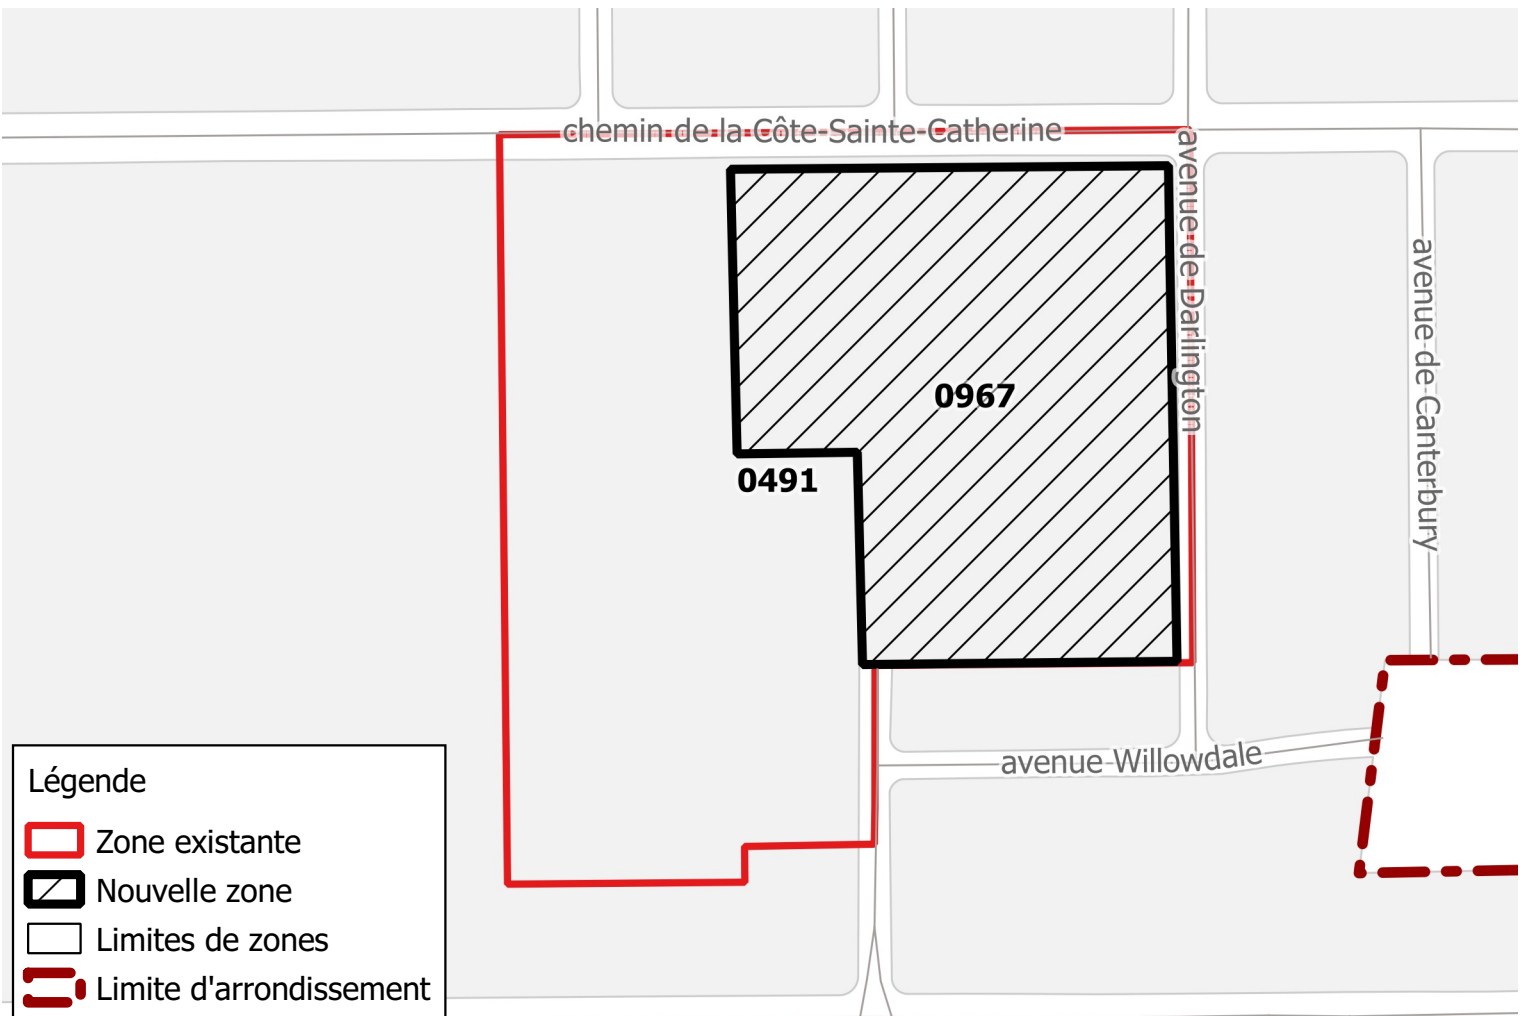 chemin de la Côte-Sainte-Catherine
avenue de Darlington
avenue de Canterbury
0967
0491
avenue Willowdale
Légende
Zone existante
Nouvelle zone
Limites de zones
Limite d'arrondissement